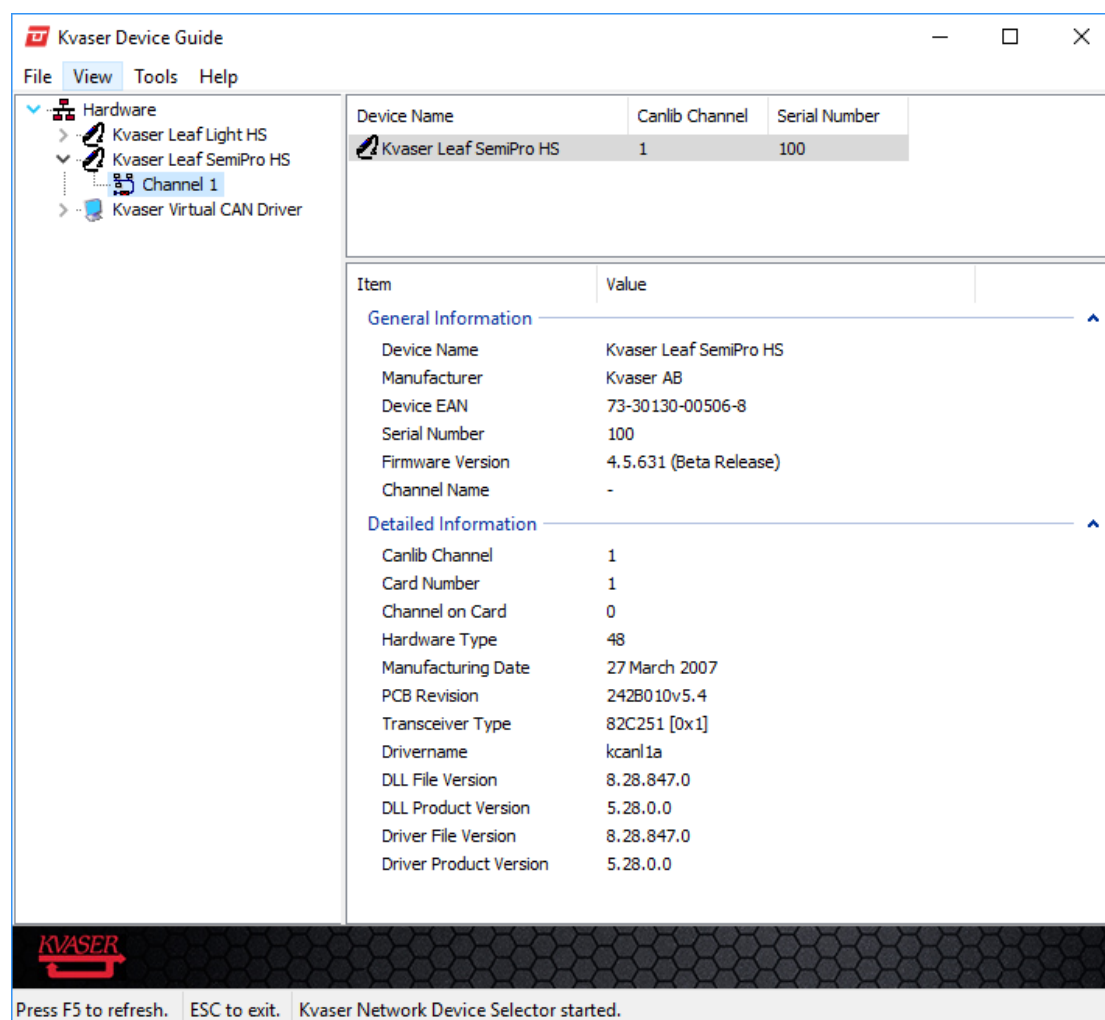 Kvaser Device Guide
File View Tools Help
Hardware
Kvaser Leaf Light HS
Kvaser Leaf SemiPro HS
Channel 1
Kvaser Virtual CAN Driver
Device Name Canlib Channel Serial Number
Kvaser Leaf SemiPro HS 1 100
Item Value
General Information
Device Name Kvaser Leaf SemiPro HS
Manufacturer Kvaser AB
Device EAN 73-30130-00506-8
Serial Number 100
Firmware Version 4.5.631 (Beta Release)
Channel Name -
Detailed Information
Canlib Channel 1
Card Number 1
Channel on Card 0
Hardware Type 48
Manufacturing Date 27 March 2007
PCB Revision 242B010v5.4
Transceiver Type 82C251 [0x1]
Drivername kcanl1a
DLL File Version 8.28.847.0
DLL Product Version 5.28.0.0
Driver File Version 8.28.847.0
Driver Product Version 5.28.0.0
KVASER
Press F5 to refresh. ESC to exit. Kvaser Network Device Selector started.